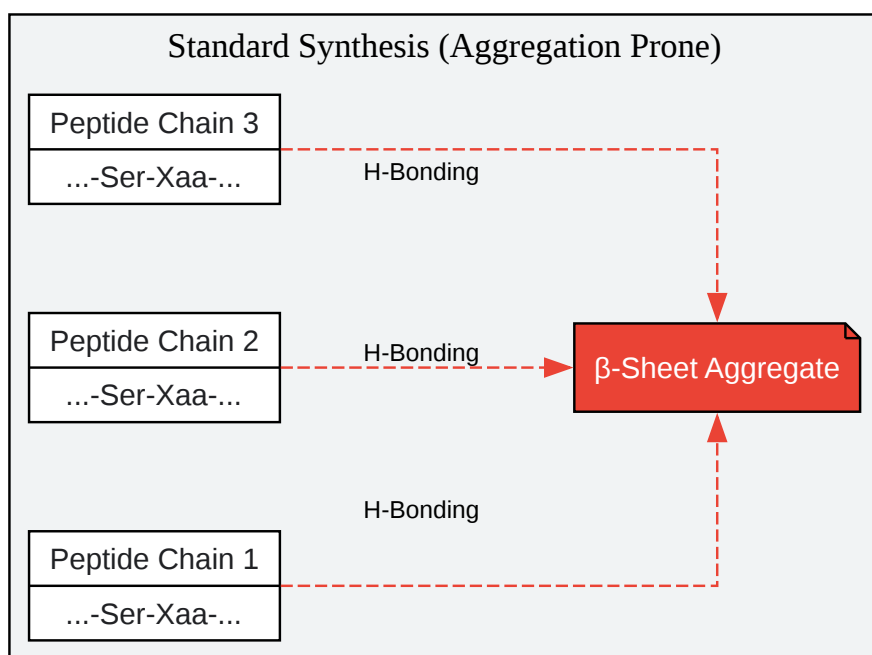 Standard Synthesis (Aggregation Prone)
Peptide Chain 3
...-Ser-Xaa-...
H-Bonding
Peptide Chain 2
...-Ser-Xaa-...
H-Bonding
β-Sheet Aggregate
H-Bonding
Peptide Chain 1
...-Ser-Xaa-...